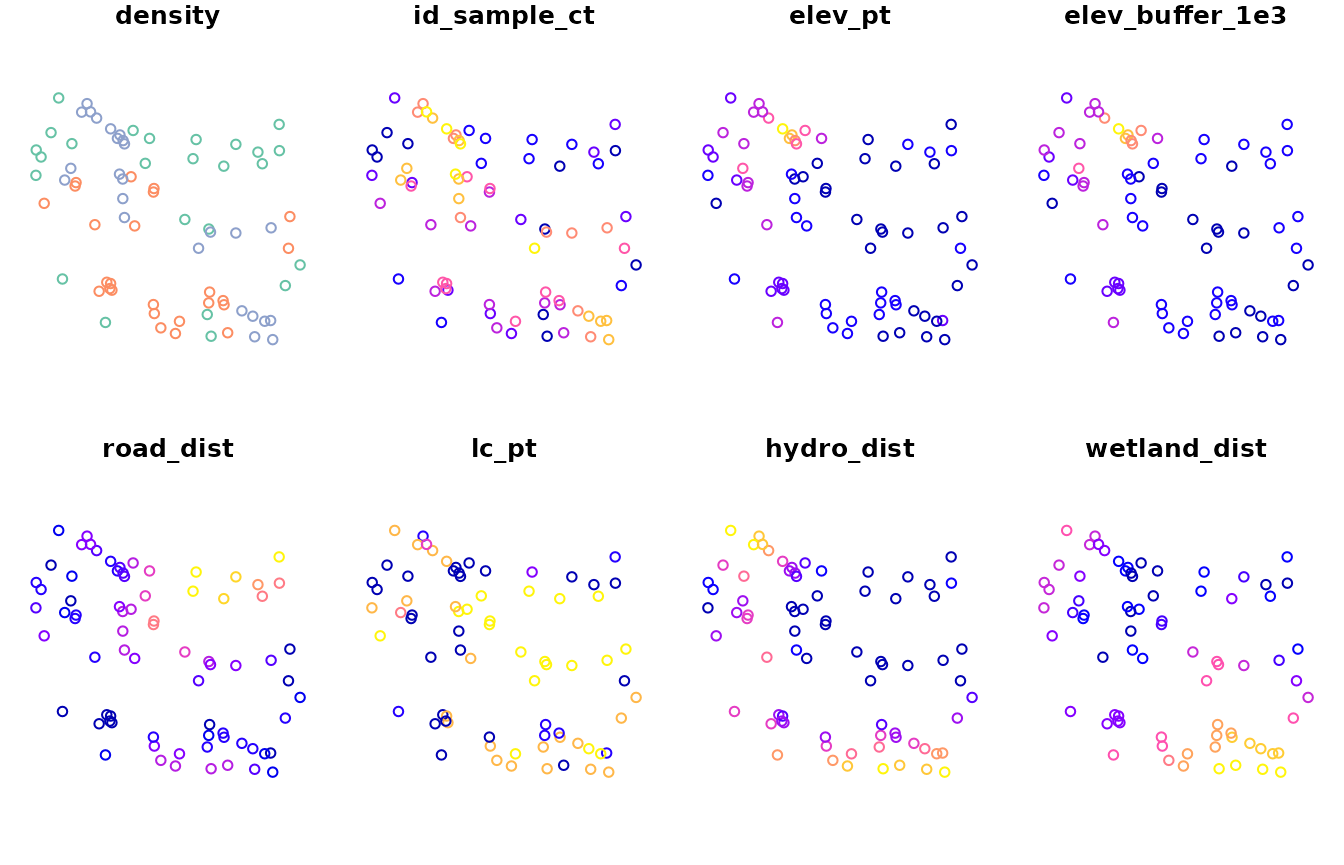 density id_sample_ct elev_pt elev_buffer_1e3
road_dist lc_pt hydro_dist wetland_dist